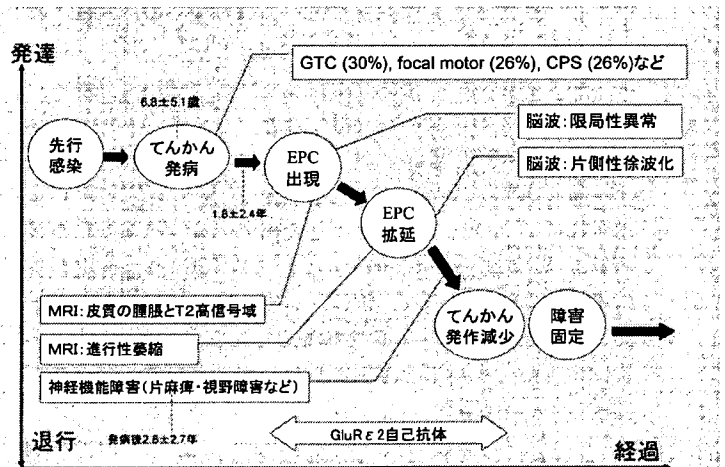 発達
GTC (30%), focal motor (26%), CPS (26%)など
6.8±5.1歳
先行
感染
てんかん
発病
EPC
出現
脳波：限局性異常
脳波：片側性徐波化
1.8±2.4年
EPC
拡延
MRI：皮質の腫脹とT2高信号域
MRI：進行性萎縮
神経機能障害（片麻痺・視野障害など）
てんかん
発作減少
障害
固定
退行
発病後2.6±2.7年
GluRε2自己抗体
経過